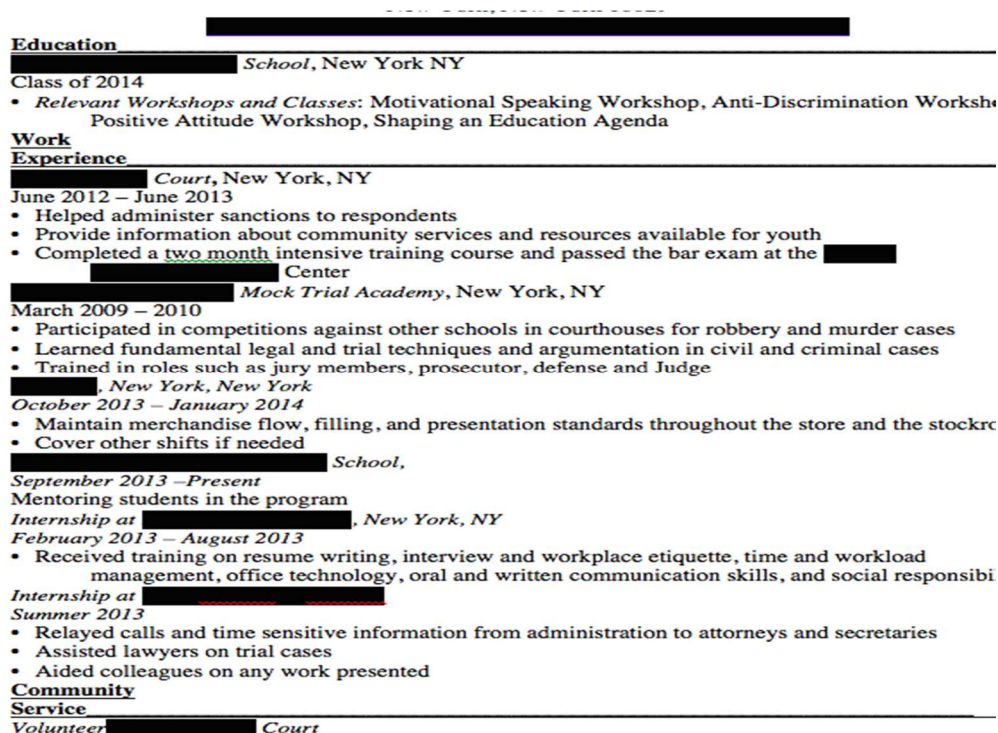 Education
School, New York NY
Class of 2014
• Relevant Workshops and Classes: Motivational Speaking Workshop, Anti-Discrimination
Positive Attitude Workshop, Shaping an Education Agenda
Work
Experience
Court, New York, NY
June 2012 – June 2013
• Helped administer sanctions to respondents
• Provide information about community services and resources available for youth
• Completed a two month intensive training course and passed the bar exam at the
Center
Mock Trial Academy, New York, NY
March 2009 – 2010
• Participated in competitions against other schools in courthouses for robbery and murder cases
• Learned fundamental legal and trial techniques and argumentation in civil and criminal cases
• Trained in roles such as jury members, prosecutor, defense and Judge
, New York, New York
October 2013 – January 2014
• Maintain merchandise flow, filling, and presentation standards throughout the store and the
• Cover other shifts if needed
School,
September 2013 –Present
Mentoring students in the program
Internship at , New York, NY
February 2013 – August 2013
• Received training on resume writing, interview and workplace etiquette, time and workload
management, office technology, oral and written communication skills, and social
Internship at
Summer 2013
• Relayed calls and time sensitive information from administration to attorneys and secretaries
• Assisted lawyers on trial cases
• Aided colleagues on any work presented
Community
Service
Volunteer Court